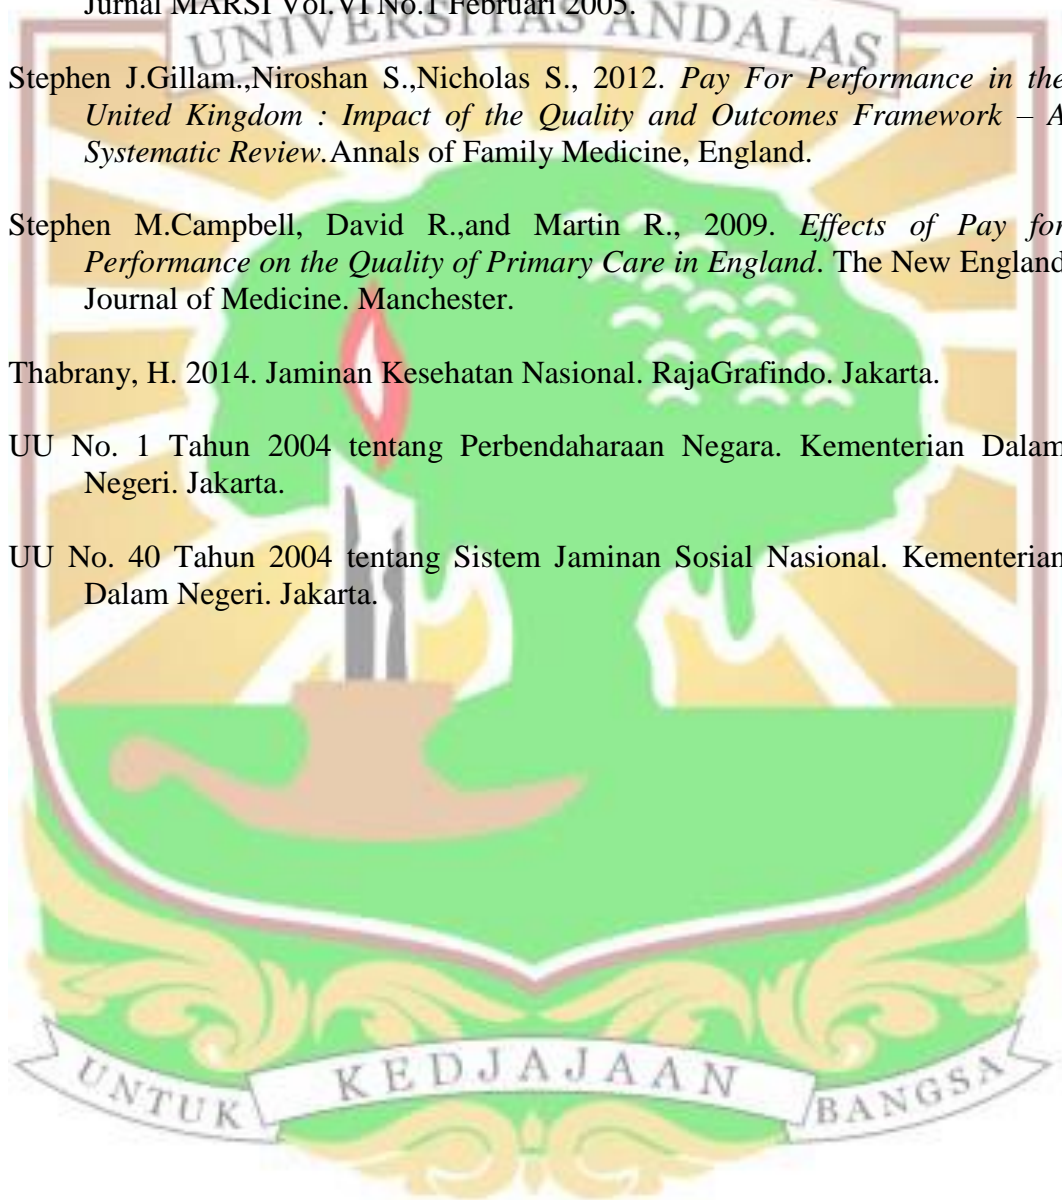 Jurnal MARSI Vol.VI No.1 Februari 2005.
UNIVERSITAS ANDALAS
Stephen J.Gillam.,Niroshan S.,Nicholas S., 2012. Pay For Performance in the
United Kingdom : Impact of the Quality and Outcomes Framework – A
Systematic Review.Annals of Family Medicine, England.
Stephen M.Campbell, David R.,and Martin R., 2009. Effects of Pay for
Performance on the Quality of Primary Care in England. The New England
Journal of Medicine. Manchester.
Thabrany, H. 2014. Jaminan Kesehatan Nasional. RajaGrafindo. Jakarta.
UU No. 1 Tahun 2004 tentang Perbendaharaan Negara. Kementerian Dalam
Negeri. Jakarta.
UU No. 40 Tahun 2004 tentang Sistem Jaminan Sosial Nasional. Kementerian
Dalam Negeri. Jakarta.
UNTUK KEDJAJAAN BANGSA